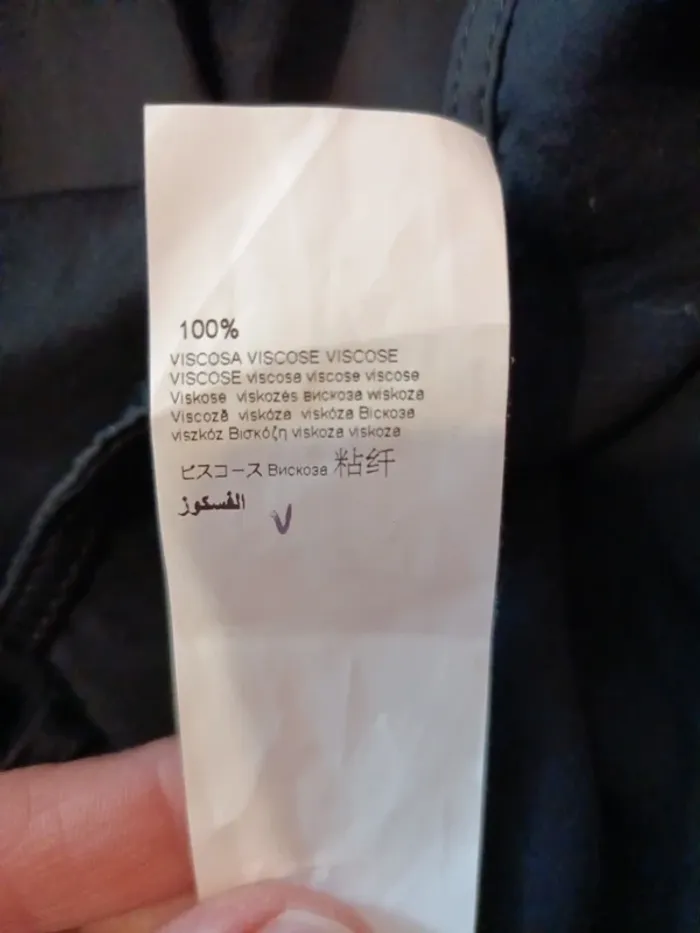 100%
VISCOSA VISCOSE VISCOSE
VISCOSE viscosa viscose viscose
Viskose viskozės вискоза wiskoza
Viscoză viskóza viskóza Віскоза
viszkóz Βισκόζη viskoza viskoza
ビスコース Вискоза 粘纤
الفسكوز
V